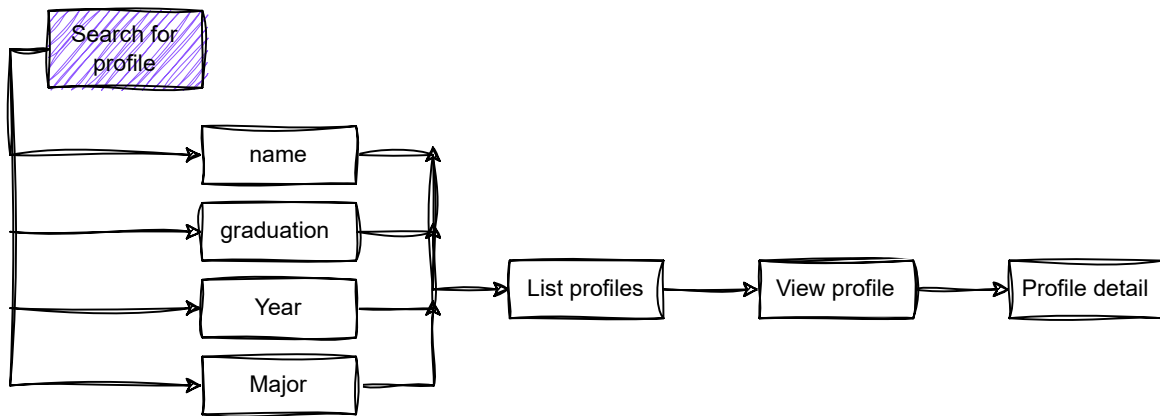 Search for
profile
name
graduation
Year
Major
List profiles
View profile
Profile detail